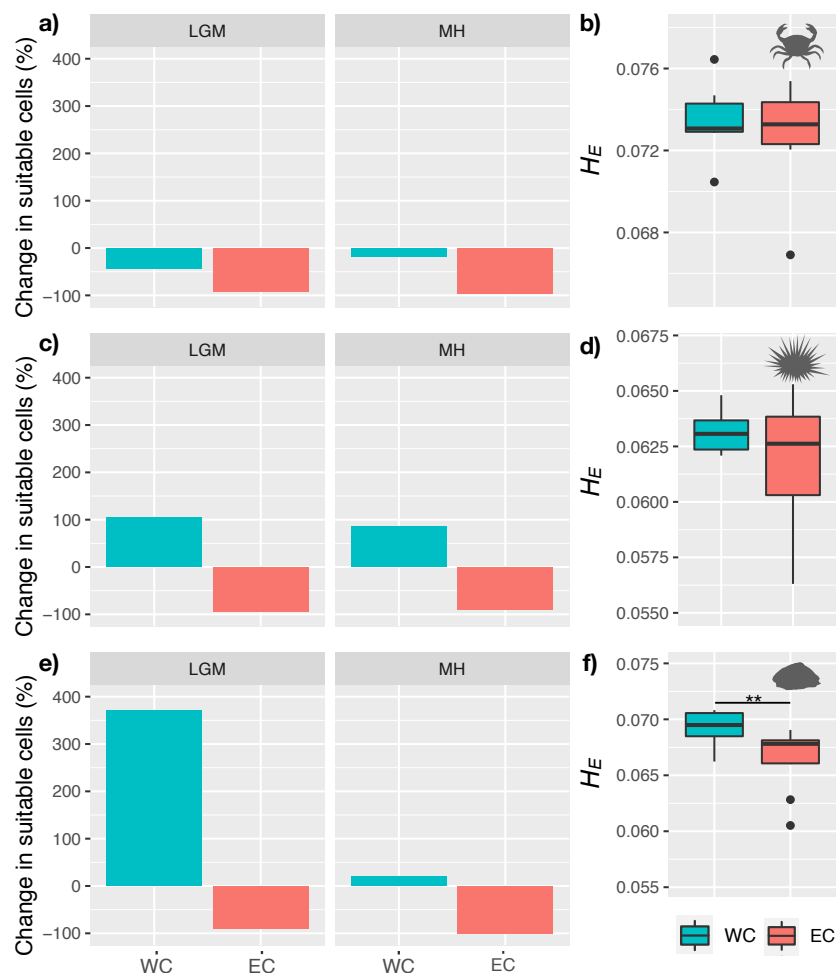 a)
LGM
MH
Change in suitable cells (%)
400
300
200
100
0
−100
b)
HE
0.076
0.072
0.068
c)
LGM
MH
Change in suitable cells (%)
400
300
200
100
0
−100
d)
HE
0.0675
0.0650
0.0625
0.0600
0.0575
0.0550
e)
LGM
MH
Change in suitable cells (%)
400
300
200
100
0
−100
WC
EC
WC
EC
f)
HE
0.075
0.070
0.065
0.060
0.055
**
WC
EC